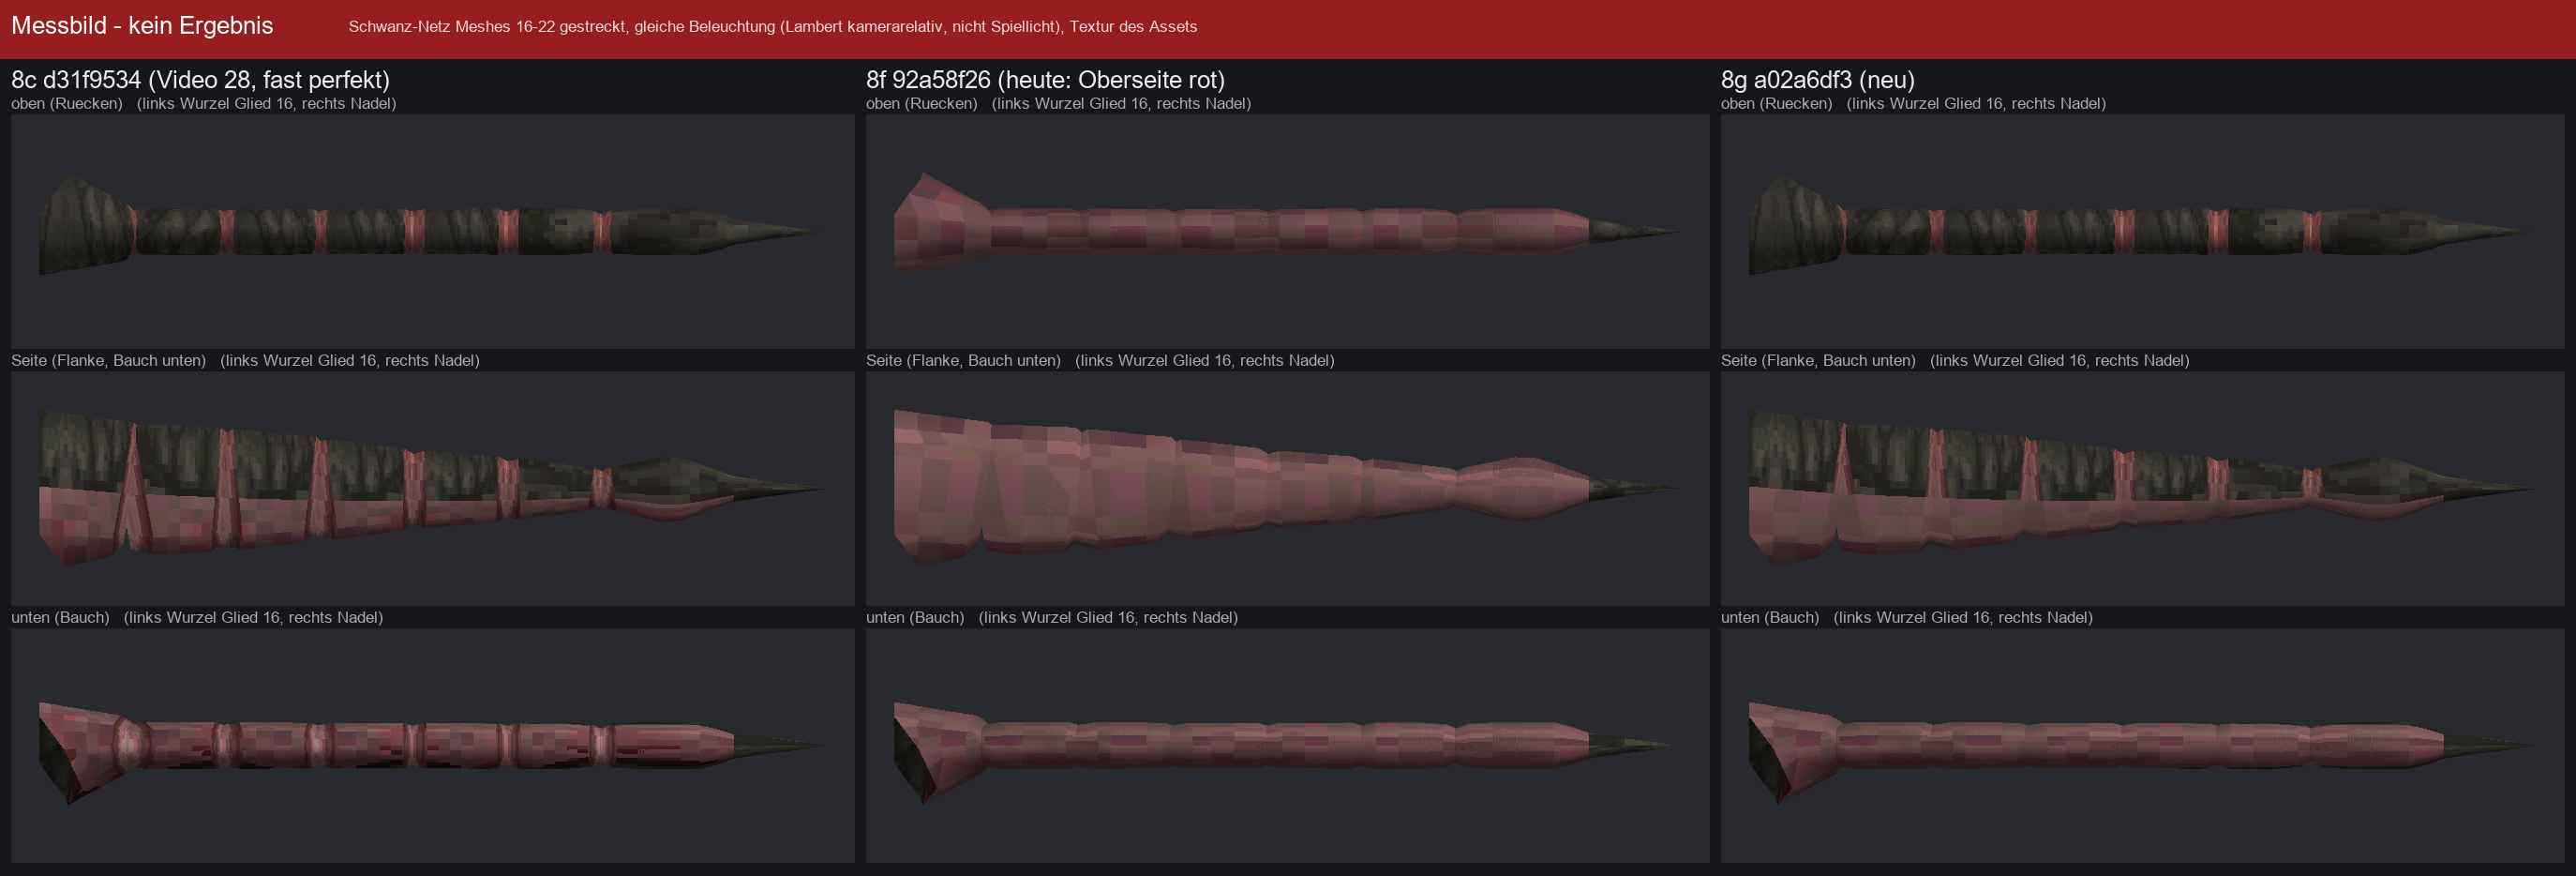 Messbild - kein Ergebnis
Schwanz-Netz Meshes 16-22 gestreckt, gleiche Beleuchtung (Lambert kamerarelativ, nicht Spiellicht), Textur des Assets
8c d31f9534 (Video 28, fast perfekt)
oben (Ruecken) (links Wurzel Glied 16, rechts Nadel)
Seite (Flanke, Bauch unten) (links Wurzel Glied 16, rechts Nadel)
unten (Bauch) (links Wurzel Glied 16, rechts Nadel)
8f 92a58f26 (heute: Oberseite rot)
oben (Ruecken) (links Wurzel Glied 16, rechts Nadel)
Seite (Flanke, Bauch unten) (links Wurzel Glied 16, rechts Nadel)
unten (Bauch) (links Wurzel Glied 16, rechts Nadel)
8g a02a6df3 (neu)
oben (Ruecken) (links Wurzel Glied 16, rechts Nadel)
Seite (Flanke, Bauch unten) (links Wurzel Glied 16, rechts Nadel)
unten (Bauch) (links Wurzel Glied 16, rechts Nadel)